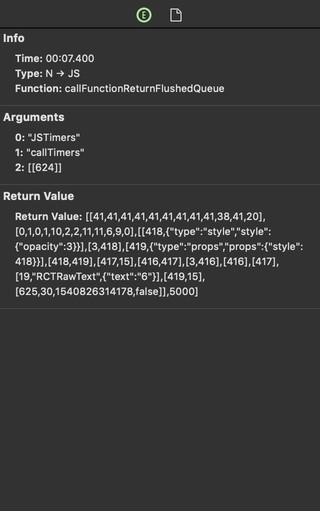 E
Info
Time: 00:07.400
Type: N → JS
Function: callFunctionReturnFlushedQueue
Arguments
0: "JSTimers"
1: "callTimers"
2: [[624]]
Return Value
Return Value: [[41,41,41,41,41,41,41,41,41,38,41,20],
[0,1,0,1,10,2,2,11,11,6,9,0],[[418,{"type":"style","style":
{"opacity":3}}],[3,418],[419,{"type":"props","props":{"style":
418}}],[418,419],[417,15],[416,417],[3,416],[416],[417],
[19,"RCTRawText",{"text":"6"}],[419,15],
[625,30,1540826314178,false]],5000]